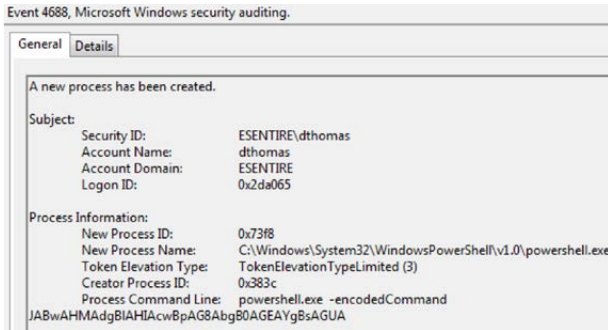 Event 4688, Microsoft Windows security auditing.
General Details
A new process has been created.
Subject:
Security ID: ESENTIRE\dthomas
Account Name: dthomas
Account Domain: ESENTIRE
Logon ID: 0x2da065
Process Information:
New Process ID: 0x73f8
New Process Name: C:\Windows\System32\WindowsPowerShell\v1.0\powershell.exe
Token Elevation Type: TokenElevationTypeLimited (3)
Creator Process ID: 0x383c
Process Command Line: powershell.exe -encodedCommand
JABwAHMAdgBlAHIAcwBpAG8AbgB0AGEAYgBsAGUA